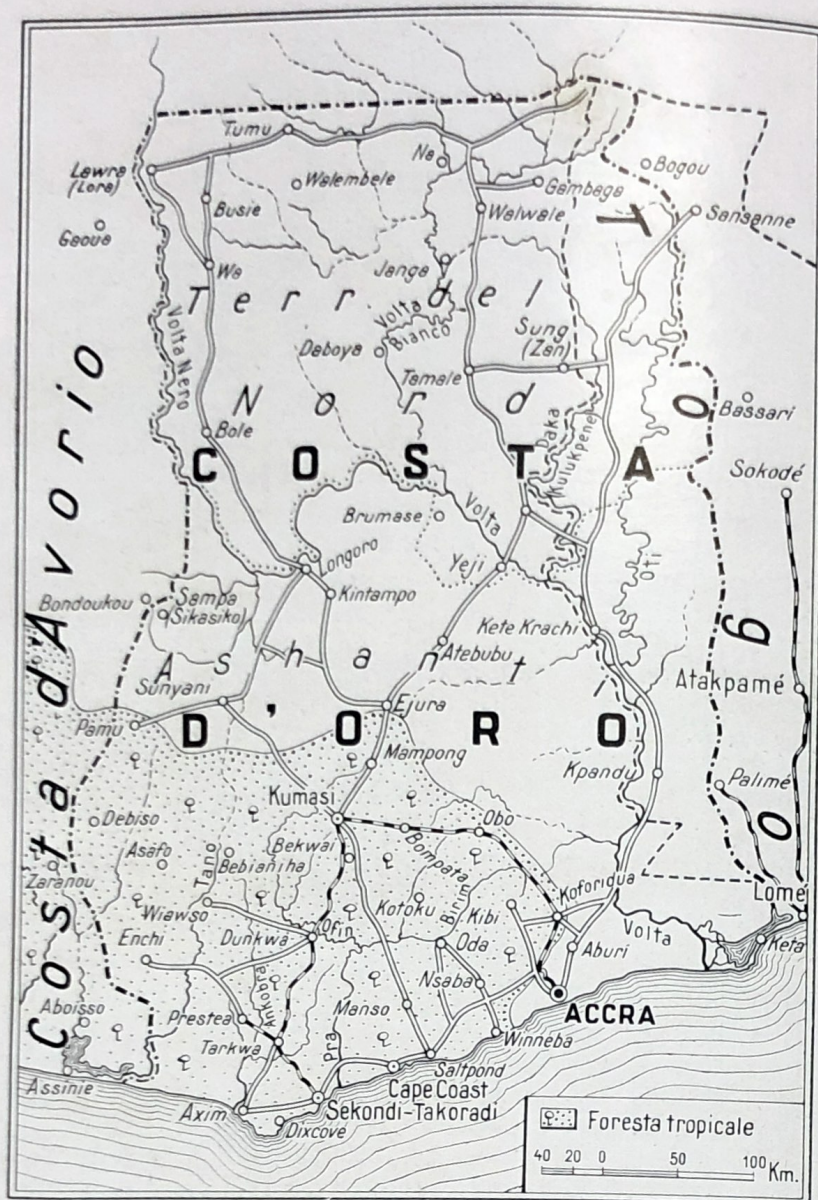 Tumu
Na
Bogou
Lawra
(Lora)
Walembele
Gambaga
Busie
Walwale
Sansanne
Gaoua
Wa
Janga
Terr del
Nord
Volta Nero
Volta
Bianco
Sung
(Zan)
Daboya
Tamale
Bassari
Bole
Daka
Kulukpene
COSTA
D'ORO
Sokodé
Brumase
Volta
Longoro
Yeji
Oti
Bondoukou
Sampa
(Sikasiko)
Kintampo
Kete Krachi
Atebubu
Ashanti
Sunyani
Atakpamé
Pamu
Ejura
Mampong
Kpandu
Palimé
Kumasi
Obo
Debiso
Bekwai
Bompata
Asafo
Bebianiha
Zaranou
Tano
Koforidua
Lome
Wiawso
Kotoku
Birim
Kibi
Enchi
Dunkwa
Ofin
Oda
Aburi
Volta
Keta
Nsaba
Aboisso
Prestea
Ankobra
Manso
ACCRA
Tarkwa
Pra
Winneba
Saltpond
Assinie
Cape Coast
Axim
Sekondi-Takoradi
Dixcove
Costa d'Avorio
Togo
Foresta tropicale
40 20 0 50 100 Km.